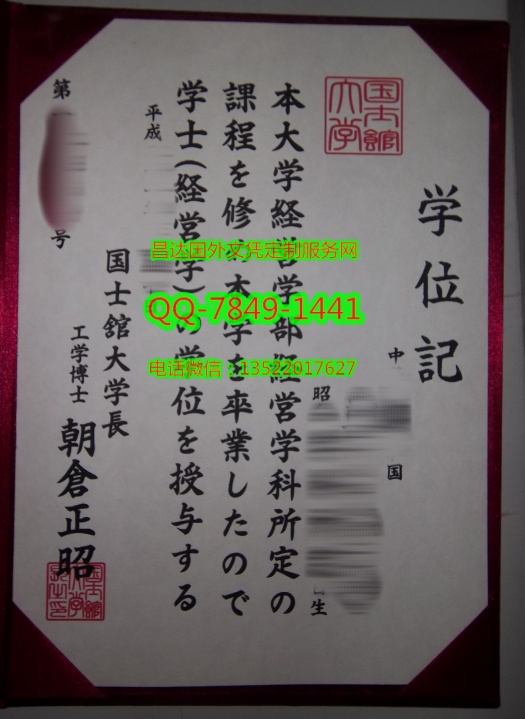 学位記
国士館
大学
中
国
昭
生
本大学経営学部経営学科所定の
課程を修め本学を卒業したので
学士(経営学)の学位を授与する
平成
国士舘大学長
工学博士
朝倉正昭
第
号
昌达国外文凭定制服务网
QQ-7849-1441
电话微信:13522017627